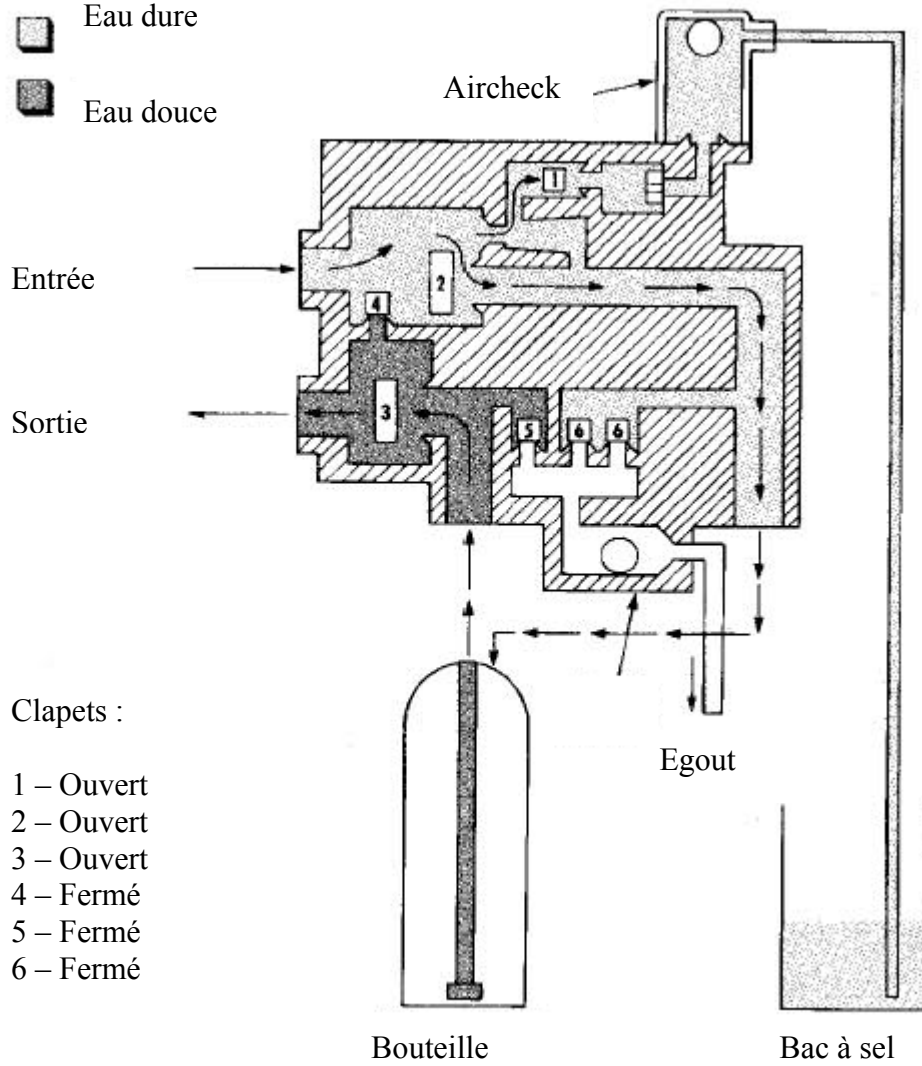 Eau dure
Eau douce
Aircheck
1
Entrée
2
4
Sortie
3
5 6 6
Egout
Clapets :
1 – Ouvert
2 – Ouvert
3 – Ouvert
4 – Fermé
5 – Fermé
6 – Fermé
Bouteille
Bac à sel